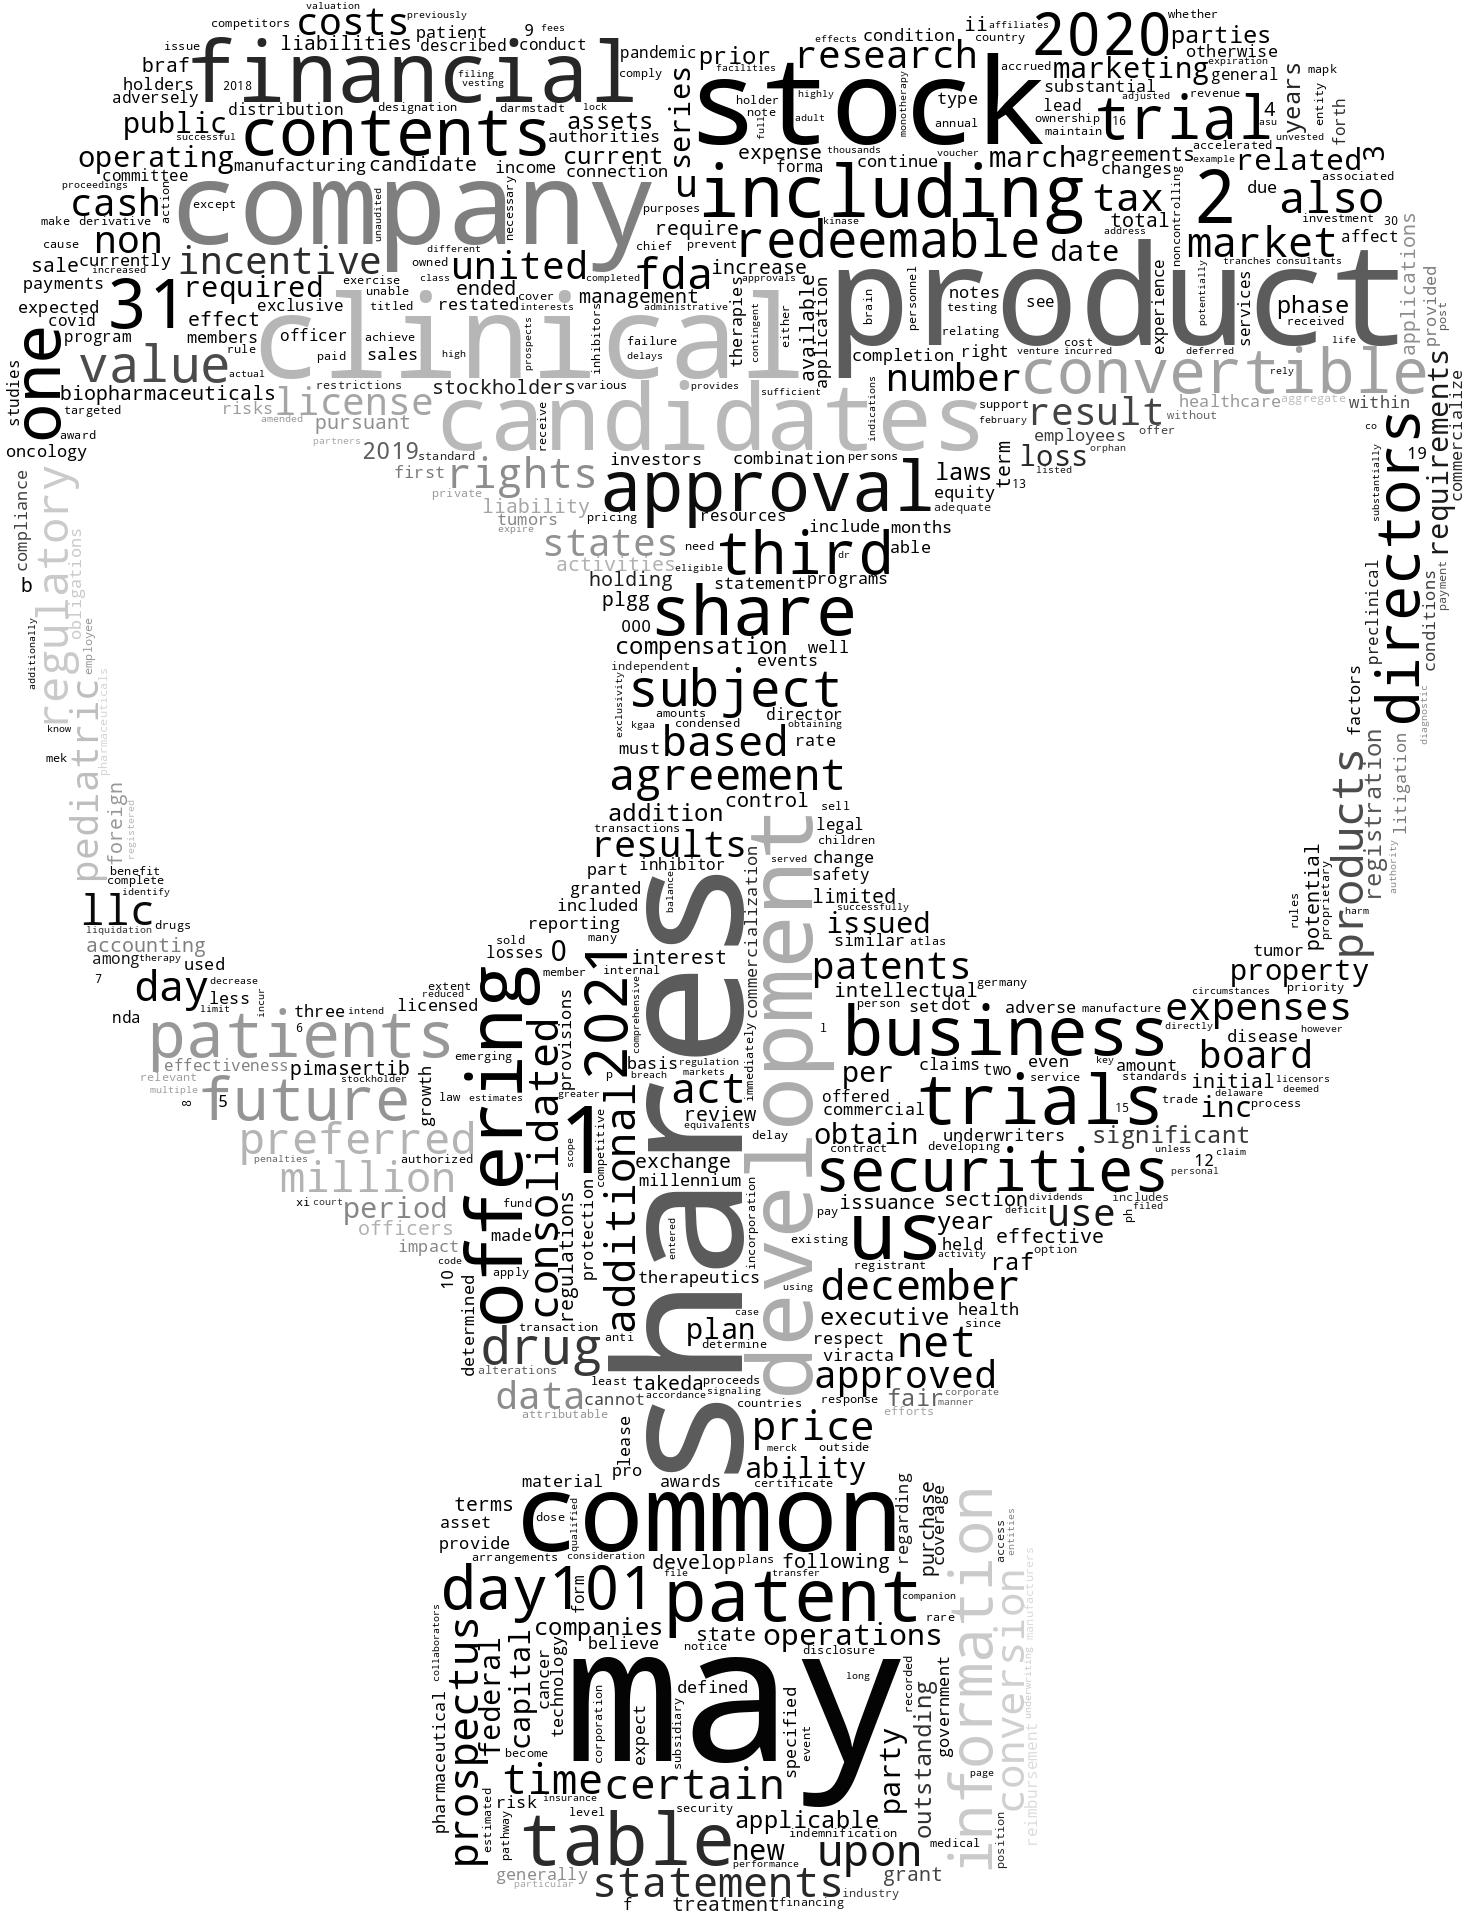 valuation
competitors costs previously
patient 9 fees
ii affiliates
country
2020 whether
parties
issue liabilities described conduct
braf financial
pandemic prior
effects condition
research
otherwise
expiration
marketing general
holders 2018 filing vesting comply
adversely
facilities
stock
accrued
substantial
adjusted revenue
years mapk
distribution designation darmstadt lock
series
holder
note
highly
full adult monotherapy
type
annual
lead
ownership 16
maintain
trial 4
asu
entity
forth
public
successful
contents assets
authorities
unvested
operating
committee
manufacturing candidate income current
connection
expense thousands voucher
forma continue
march agreements accelerated
changes example
related 3
proceedings
cash
make derivative action
except
company
unaudited
necessary
u
purposes
including
kinase
tax
total
address
noncontrolling
2 due
also
associated
investment 30
cause
non
currently
increased
sale
different
owned
class
require
chief prevent
redeemable date
market affect
applications
incentive
exercise
unable
titled
united
completed
fda increase
approvals
administrative
product
tranches consultants
payments
expected
covid
31 required
exclusive
effect
ended
restated cover
interests
management
therapies
available
application
brain
personnel
notes
testing
relating
see
experience
potentially
services
phase
received
provided
post
one
program
members
rule
officer achieve
paid sales
high
clinical
prospects
inhibitors
failure
delays
contingent
either
completion right
cost
venture incurred
deferred
life
studies
value
actual
biopharmaceuticals
targeted
restrictions
stockholders various
provides
sufficient
number
convertible
rely
requirements
commercialize
award
oncology
risks license
amended
pursuant
partners
receive
candidates
indications
support
february
result
healthcare aggregate within
without
employees offer
orphan
co
2019 standard
first
private
rights
investors combination persons
approval
laws
equity
adequate
term
13
loss
listed
directors
19
substantially
liability
tumors
expire
pricing resources include months
compliance
regulatory
obligations
states
activities
need
eligible
third
dr
able
b
holding
plgg
statement programs
preclinical
conditions
payment
additionally
employee
000
share
compensation well
events
independent
exclusivity
subject
pediatric
pharmaceuticals
know
mek
amounts
kgaa condensed
director
obtaining
must based rate
factors
diagnostic
agreement
products
registration
litigation
foreign
registered
addition control sell
transactions
results
legal
children
benefit
complete
identify
part inhibitor
granted
included
balance
commercialization
served change
safety
limited
successfully
authority
potential
proprietary
rules
harm
llc
liquidation drugs
accounting
among therapy used
reporting
many
sold
losses 0
issued
similar atlas
tumor
7
day
decrease
less
limit incur
extent
reduced
licensed
offering
member
2021
internal
interest
comprehensive
shares
development
patents
intellectual
germany
person set dot
property
circumstances priority
adverse manufacture
expenses
nda
three intend
6
patients
consolidated
provisions
immediately
l
business
directly
disease however
effectiveness
relevant
multiple
pimasertib
stockholder
emerging
growth
p
basis
breach
regulation
markets
per claims even
two
key
service
amount
standards
board
licensors
initial deemed
delaware
8 5
future
law estimates
greater
act
review
equivalents
offered
commercial
trials 15 trade inc process
preferred
penalties
authorized
1
scope
competitive
additional
delay
obtain
contract
underwriters
developing
significant
unless claim
12
personal
million
exchange
millennium
securities
xi court period
officers
impact
fund
made
regulations
protection
entered
incorporation
pay
existing
issuance section dividends
deficit
includes
ph filed
use
us year
held
activity
effective
option
code
10
apply
determined
therapeutics
using
registrant
raf
december
case
executive health
since
drug
transaction
alterations
anti
plan
determine
respect
viracta
net
approved
data
attributable
least
cannot
takeda
accordance
proceeds
signaling
countries
response
fair
corporate
manner
efforts
lease
price
merck outside
pro
material awards
ability
certificate
terms
asset
provide
common
dose
qualified
regarding
purchase
coverage
information
access
entities
arrangements consideration develop plans following
file transfer
day101
form
patent
companion
rare
conversion
manufacturers
collaborators
prospectus
federal
capital
companies
believe
state
notice
operations
disclosure
cancer
technology
may
long
recorded
government
defined
pharmaceutical
corporation
expect
subsidiary
specified
event
party
outstanding
underwriting
reimbursement
become
time certain
page
risk insurance
level
security
applicable
indemnification
estimated
pathway
table
new
performance
upon
medical
position
generally
particular
statements
industry
grant
f treatment financing